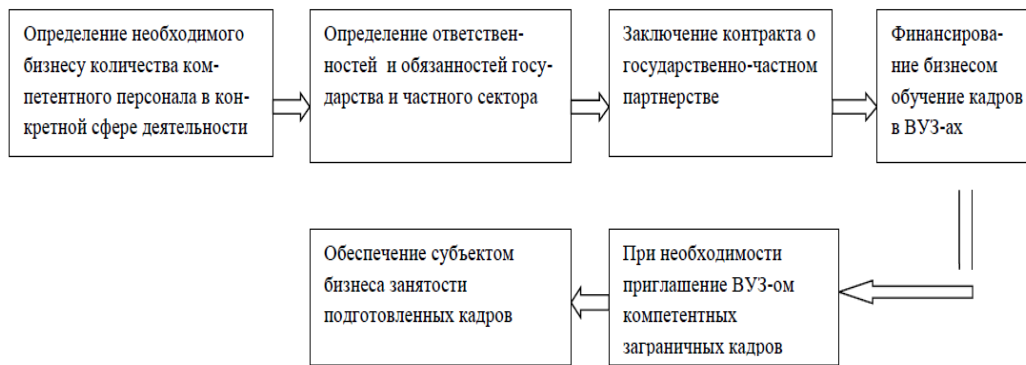 Определение необходимого
бизнесу количества ком-
петентного персонала в кон-
кретной сфере деятельности
Определение ответствен-
ностей и обязанностей госу-
дарства и частного сектора
Заключение контракта о
государственно-частном
партнерстве
Финансирова-
ние бизнесом
обучение кадров
в ВУЗ-ах
При необходимости
приглашение ВУЗ-ом
компетентных
заграничных кадров
Обеспечение субъектом
бизнеса занятости
подготовленных кадров